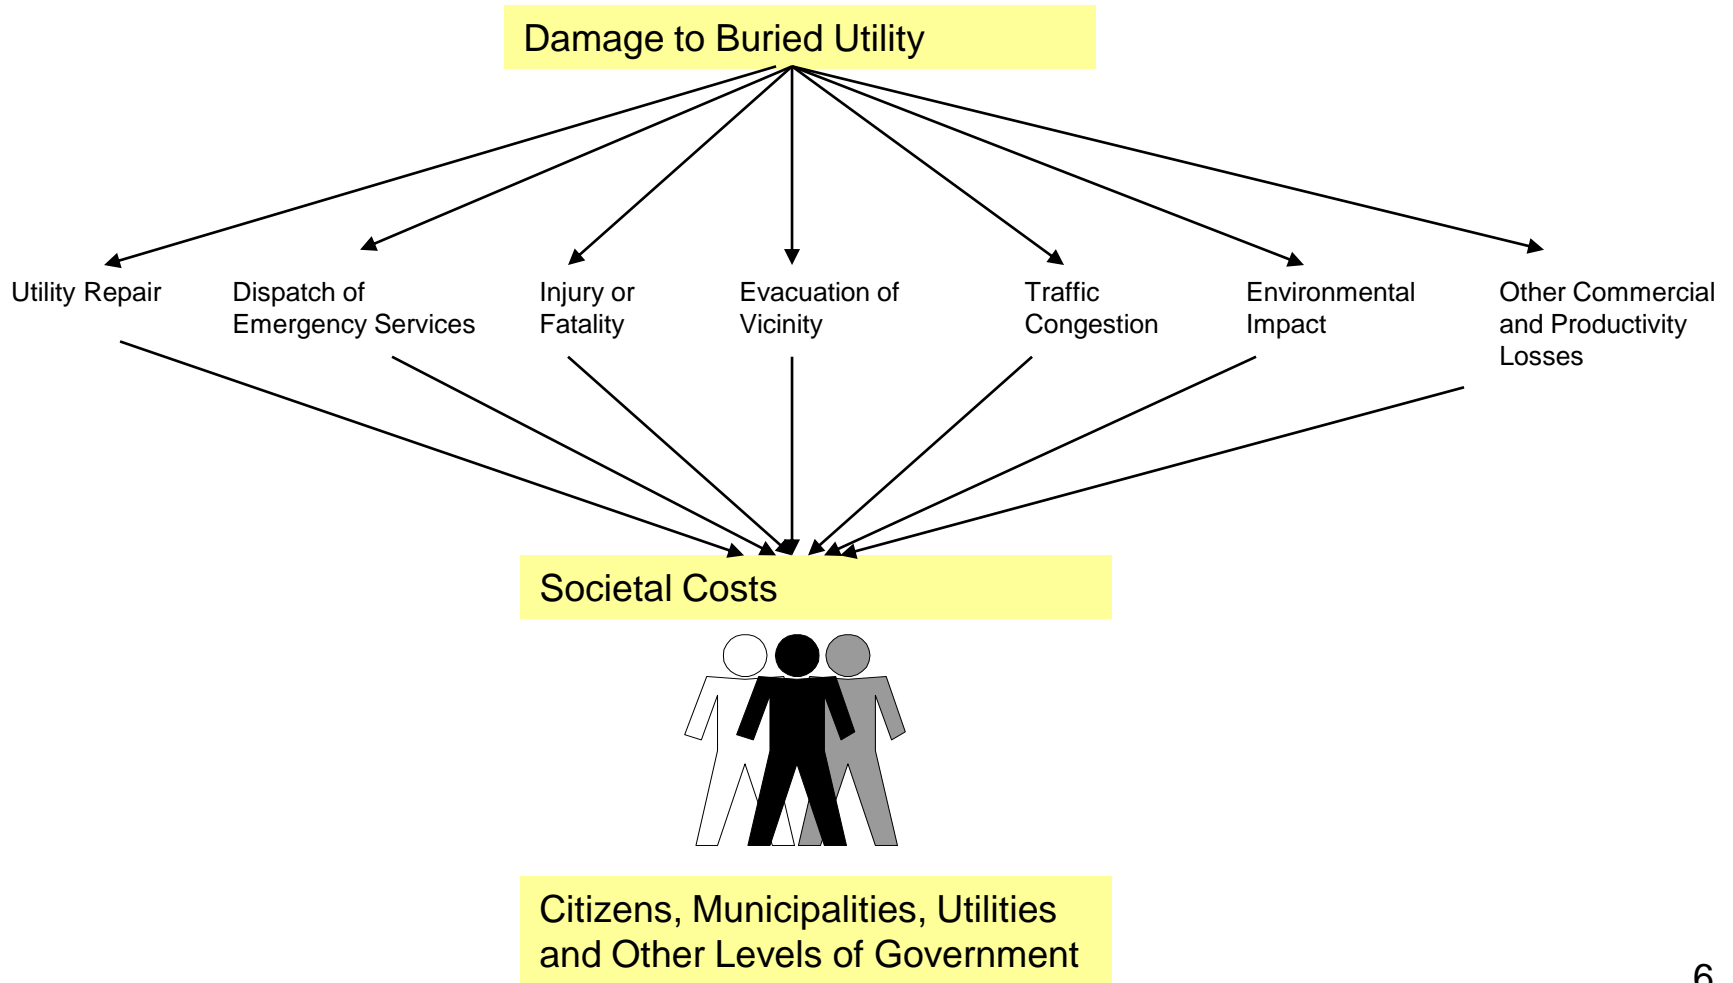 Damage to Buried Utility
Utility Repair
Dispatch of
Emergency Services
Injury or
Fatality
Evacuation of
Vicinity
Traffic
Congestion
Environmental
Impact
Other Commercial
and Productivity
Losses
Societal Costs
Citizens, Municipalities, Utilities
and Other Levels of Government
6